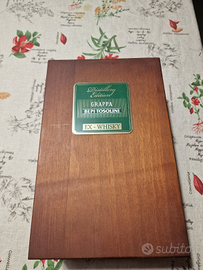 Distillery
Edition
GRAPPA
BEPI TOSOLINI
EX - WHISKY
subito